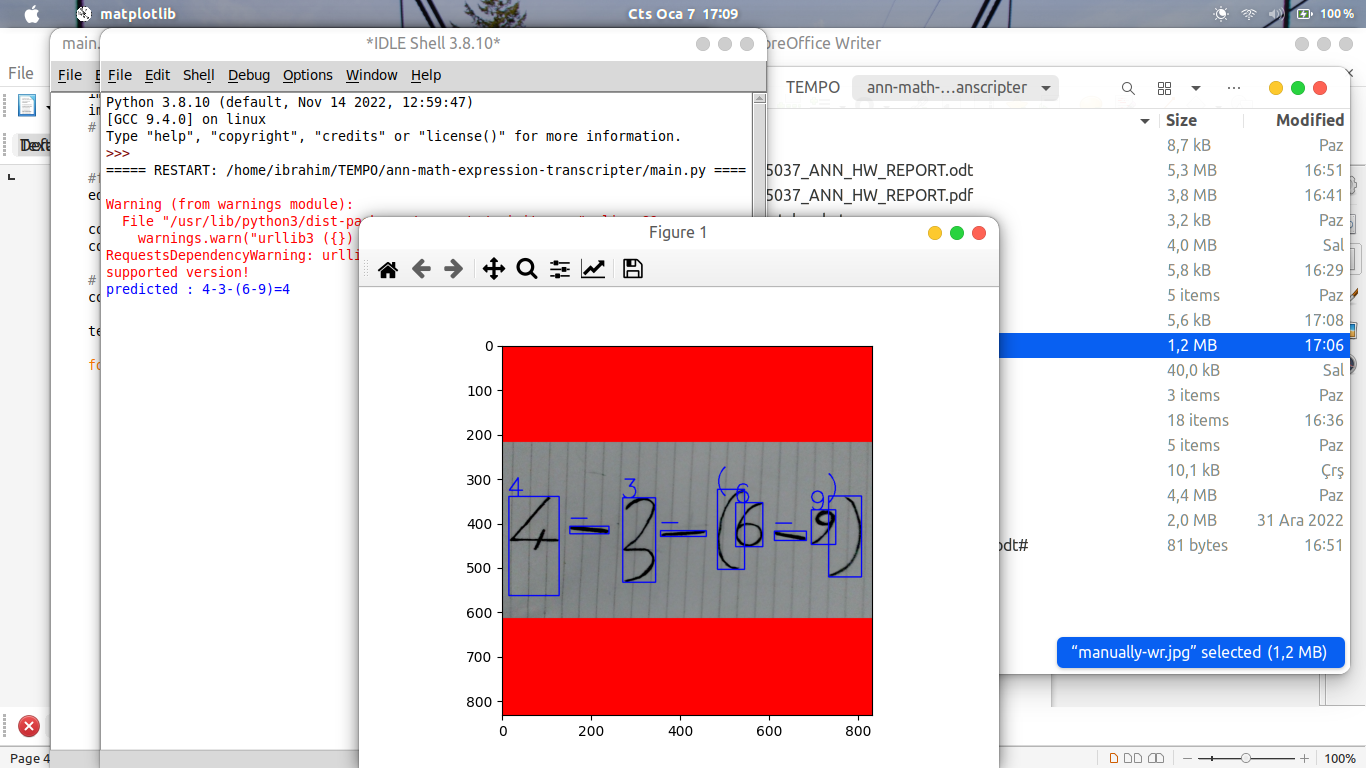 matplotlib
Cts Oca 7 17:09
100 %
main.
*IDLE Shell 3.8.10*
reOffice Writer
File
File
File Edit Shell Debug Options Window Help
TEMPO
ann-math-...anscripter
Python 3.8.10 (default, Nov 14 2022, 12:59:47)
[GCC 9.4.0] on linux
Type "help", "copyright", "credits" or "license()" for more information.
>>>
===== RESTART: /home/ibrahim/TEMPO/ann-math-expression-transcripter/main.py ====
Warning (from warnings module):
File "/usr/lib/python3/dist-pac
warnings.warn("urllib3 ({})
RequestsDependencyWarning: urlli
supported version!
predicted : 4-3-(6-9)=4
Size Modified
8,7 kB Paz
5037_ANN_HW_REPORT.odt 5,3 MB 16:51
5037_ANN_HW_REPORT.pdf 3,8 MB 16:41
3,2 kB Paz
4,0 MB Sal
5,8 kB 16:29
5 items Paz
5,6 kB 17:08
1,2 MB 17:06
40,0 kB Sal
3 items Paz
18 items 16:36
5 items Paz
10,1 kB Çrş
4,4 MB Paz
2,0 MB 31 Ara 2022
odt# 81 bytes 16:51
"manually-wr.jpg" selected (1,2 MB)
Figure 1
0
100
200
300
400
500
600
700
800
4 - 3 - ( 6 - 9 )
4 - 3 - ( 6 - 9 )
0 200 400 600 800
Page 4
100%